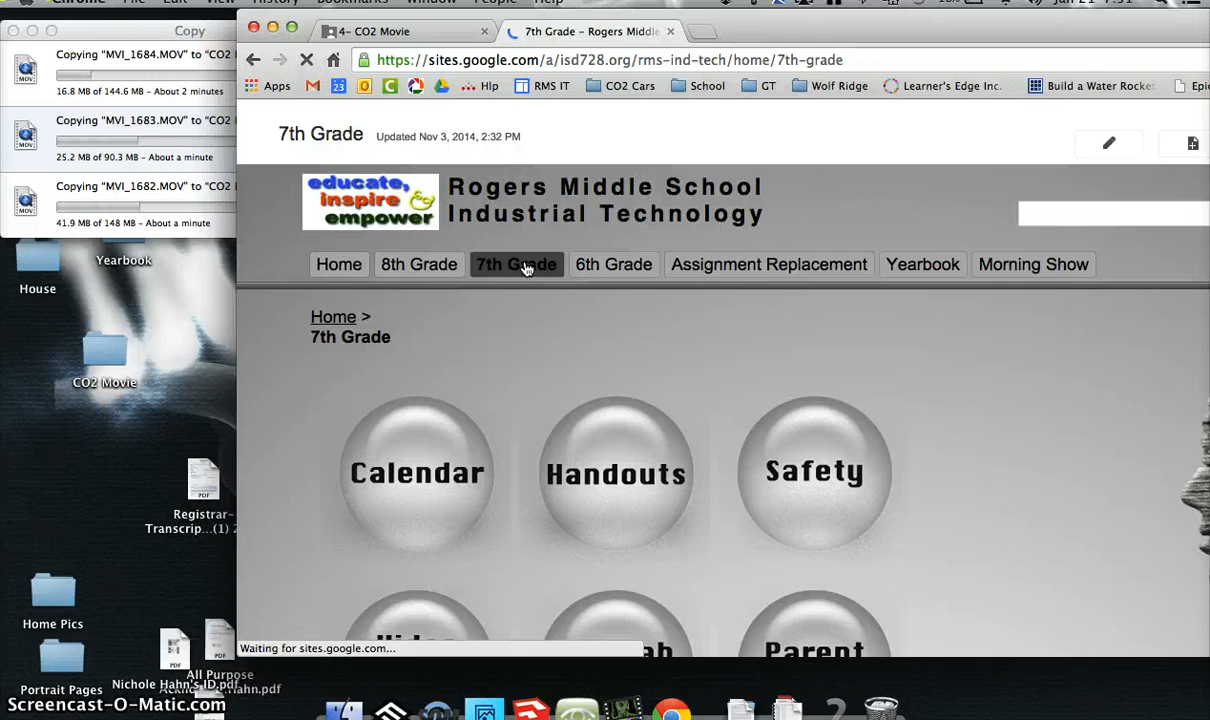 Copy
Copying "MVI_1684.MOV" to "CO2
16.8 MB of 144.6 MB - About 2 minutes
Copying "MVI_1683.MOV" to "CO2
25.2 MB of 90.3 MB - About a minute
Copying "MVI_1682.MOV" to "CO2
41.9 MB of 148 MB - About a minute
4- CO2 Movie
7th Grade – Rogers Middle
https://sites.google.com/a/isd728.org/rms-ind-tech/home/7th-grade
Apps
23
Hlp
RMS IT
CO2 Cars
School
GT
Wolf Ridge
Learner's Edge Inc.
Build a Water Rocket
Epic
7th Grade
Updated Nov 3, 2014, 2:32 PM
educate,
inspire &
empower
Rogers Middle School
Industrial Technology
Home
8th Grade
7th Grade
6th Grade
Assignment Replacement
Yearbook
Morning Show
Home >
7th Grade
Calendar
Handouts
Safety
Parent
Waiting for sites.google.com...
Yearbook
House
CO2 Movie
Registrar-
Transcrip...(1)
Home Pics
Portrait Pages
All Purpose
Nichole Hahn's ID.pdf
Hahn.pdf
Screencast-O-Matic.com